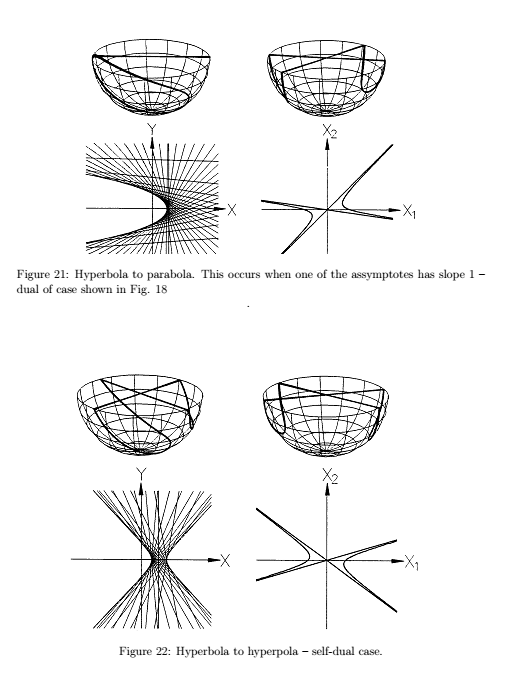 Y
X
X2
X1
Figure 21: Hyperbola to parabola. This occurs when one of the assymptotes has slope 1 –
dual of case shown in Fig. 18
.
Y
X
X2
X1
Figure 22: Hyperbola to hyperpola – self-dual case.